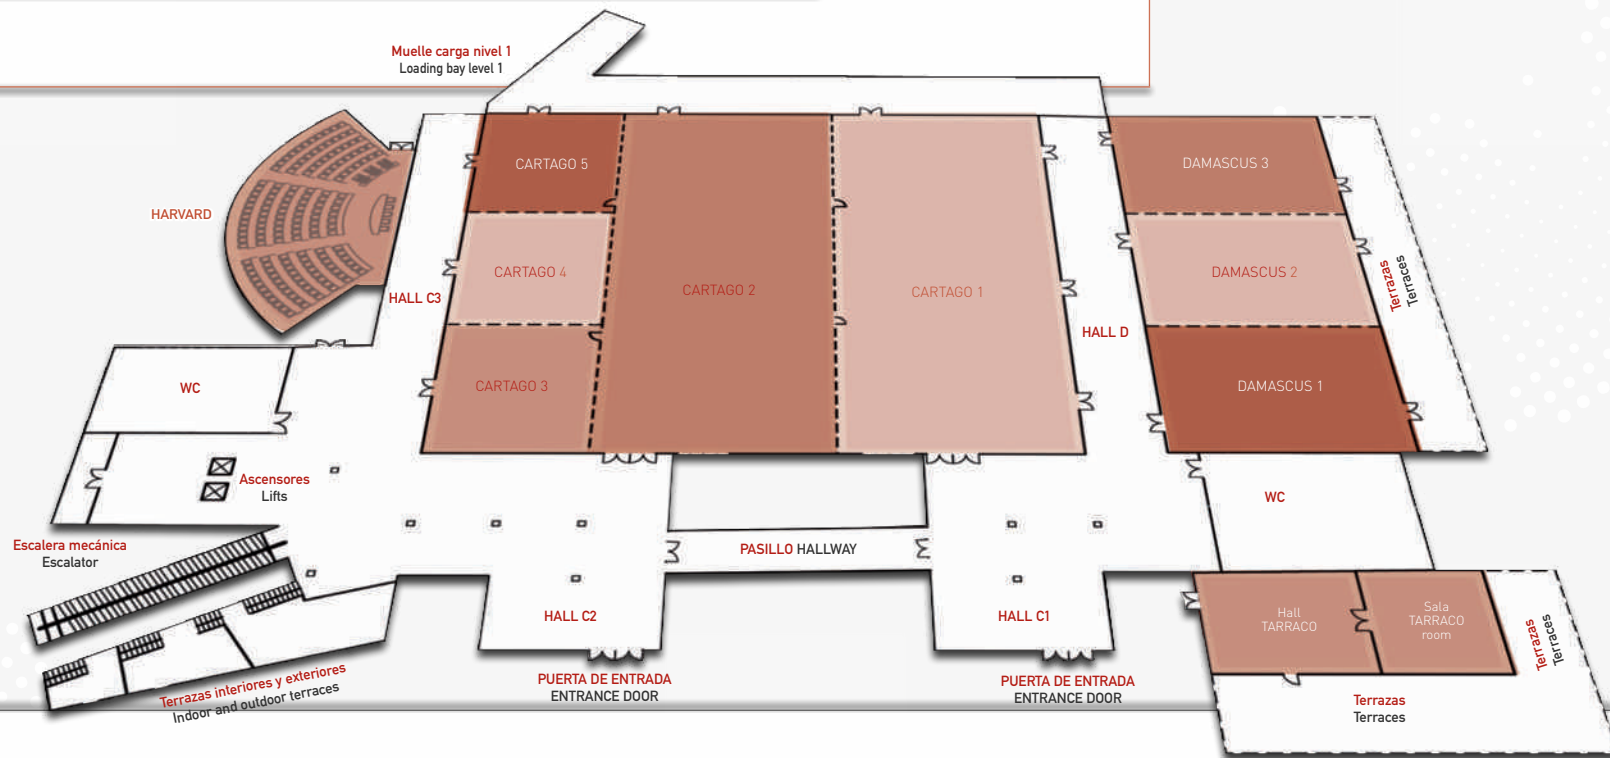 Muelle carga nivel 1
Loading bay level 1
HARVARD
CARTAGO 5
CARTAGO 4
CARTAGO 3
CARTAGO 2
CARTAGO 1
HALL C3
HALL D
DAMASCUS 3
DAMASCUS 2
DAMASCUS 1
Terrazas
Terraces
WC
Ascensores
Lifts
Escalera mecánica
Escalator
Terrazas interiores y exteriores
Indoor and outdoor terraces
PASILLO HALLWAY
HALL C2
PUERTA DE ENTRADA
ENTRANCE DOOR
HALL C1
PUERTA DE ENTRADA
ENTRANCE DOOR
WC
Hall
TARRACO
Sala
TARRACO
room
Terrazas
Terraces
Terrazas
Terraces